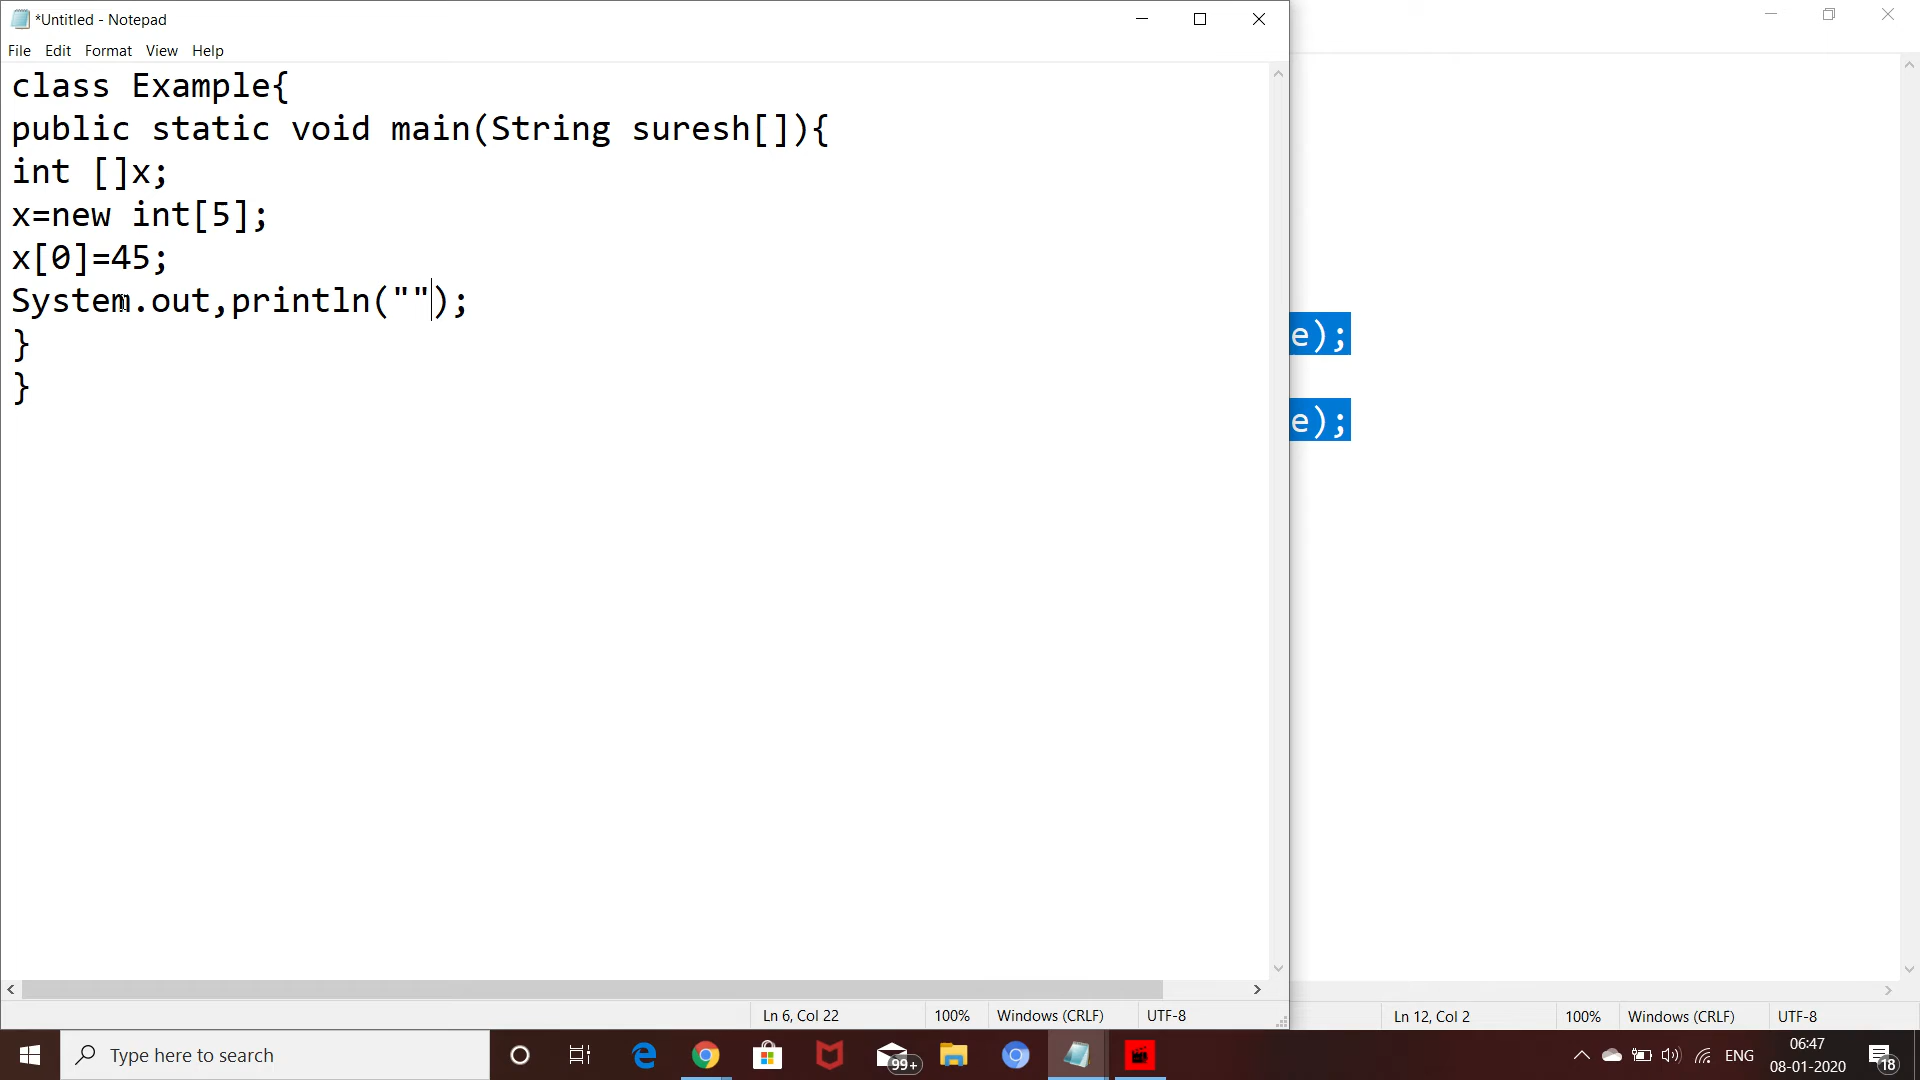 *Untitled - Notepad
File Edit Format View Help
class Example{
public static void main(String suresh[]){
int []x;
x=new int[5];
x[0]=45;
System.out,println("");
}
}
e);
e);
Ln 6, Col 22 100% Windows (CRLF) UTF-8
Ln 12, Col 2 100% Windows (CRLF) UTF-8
Type here to search
99+
ENG
06:47
08-01-2020
18